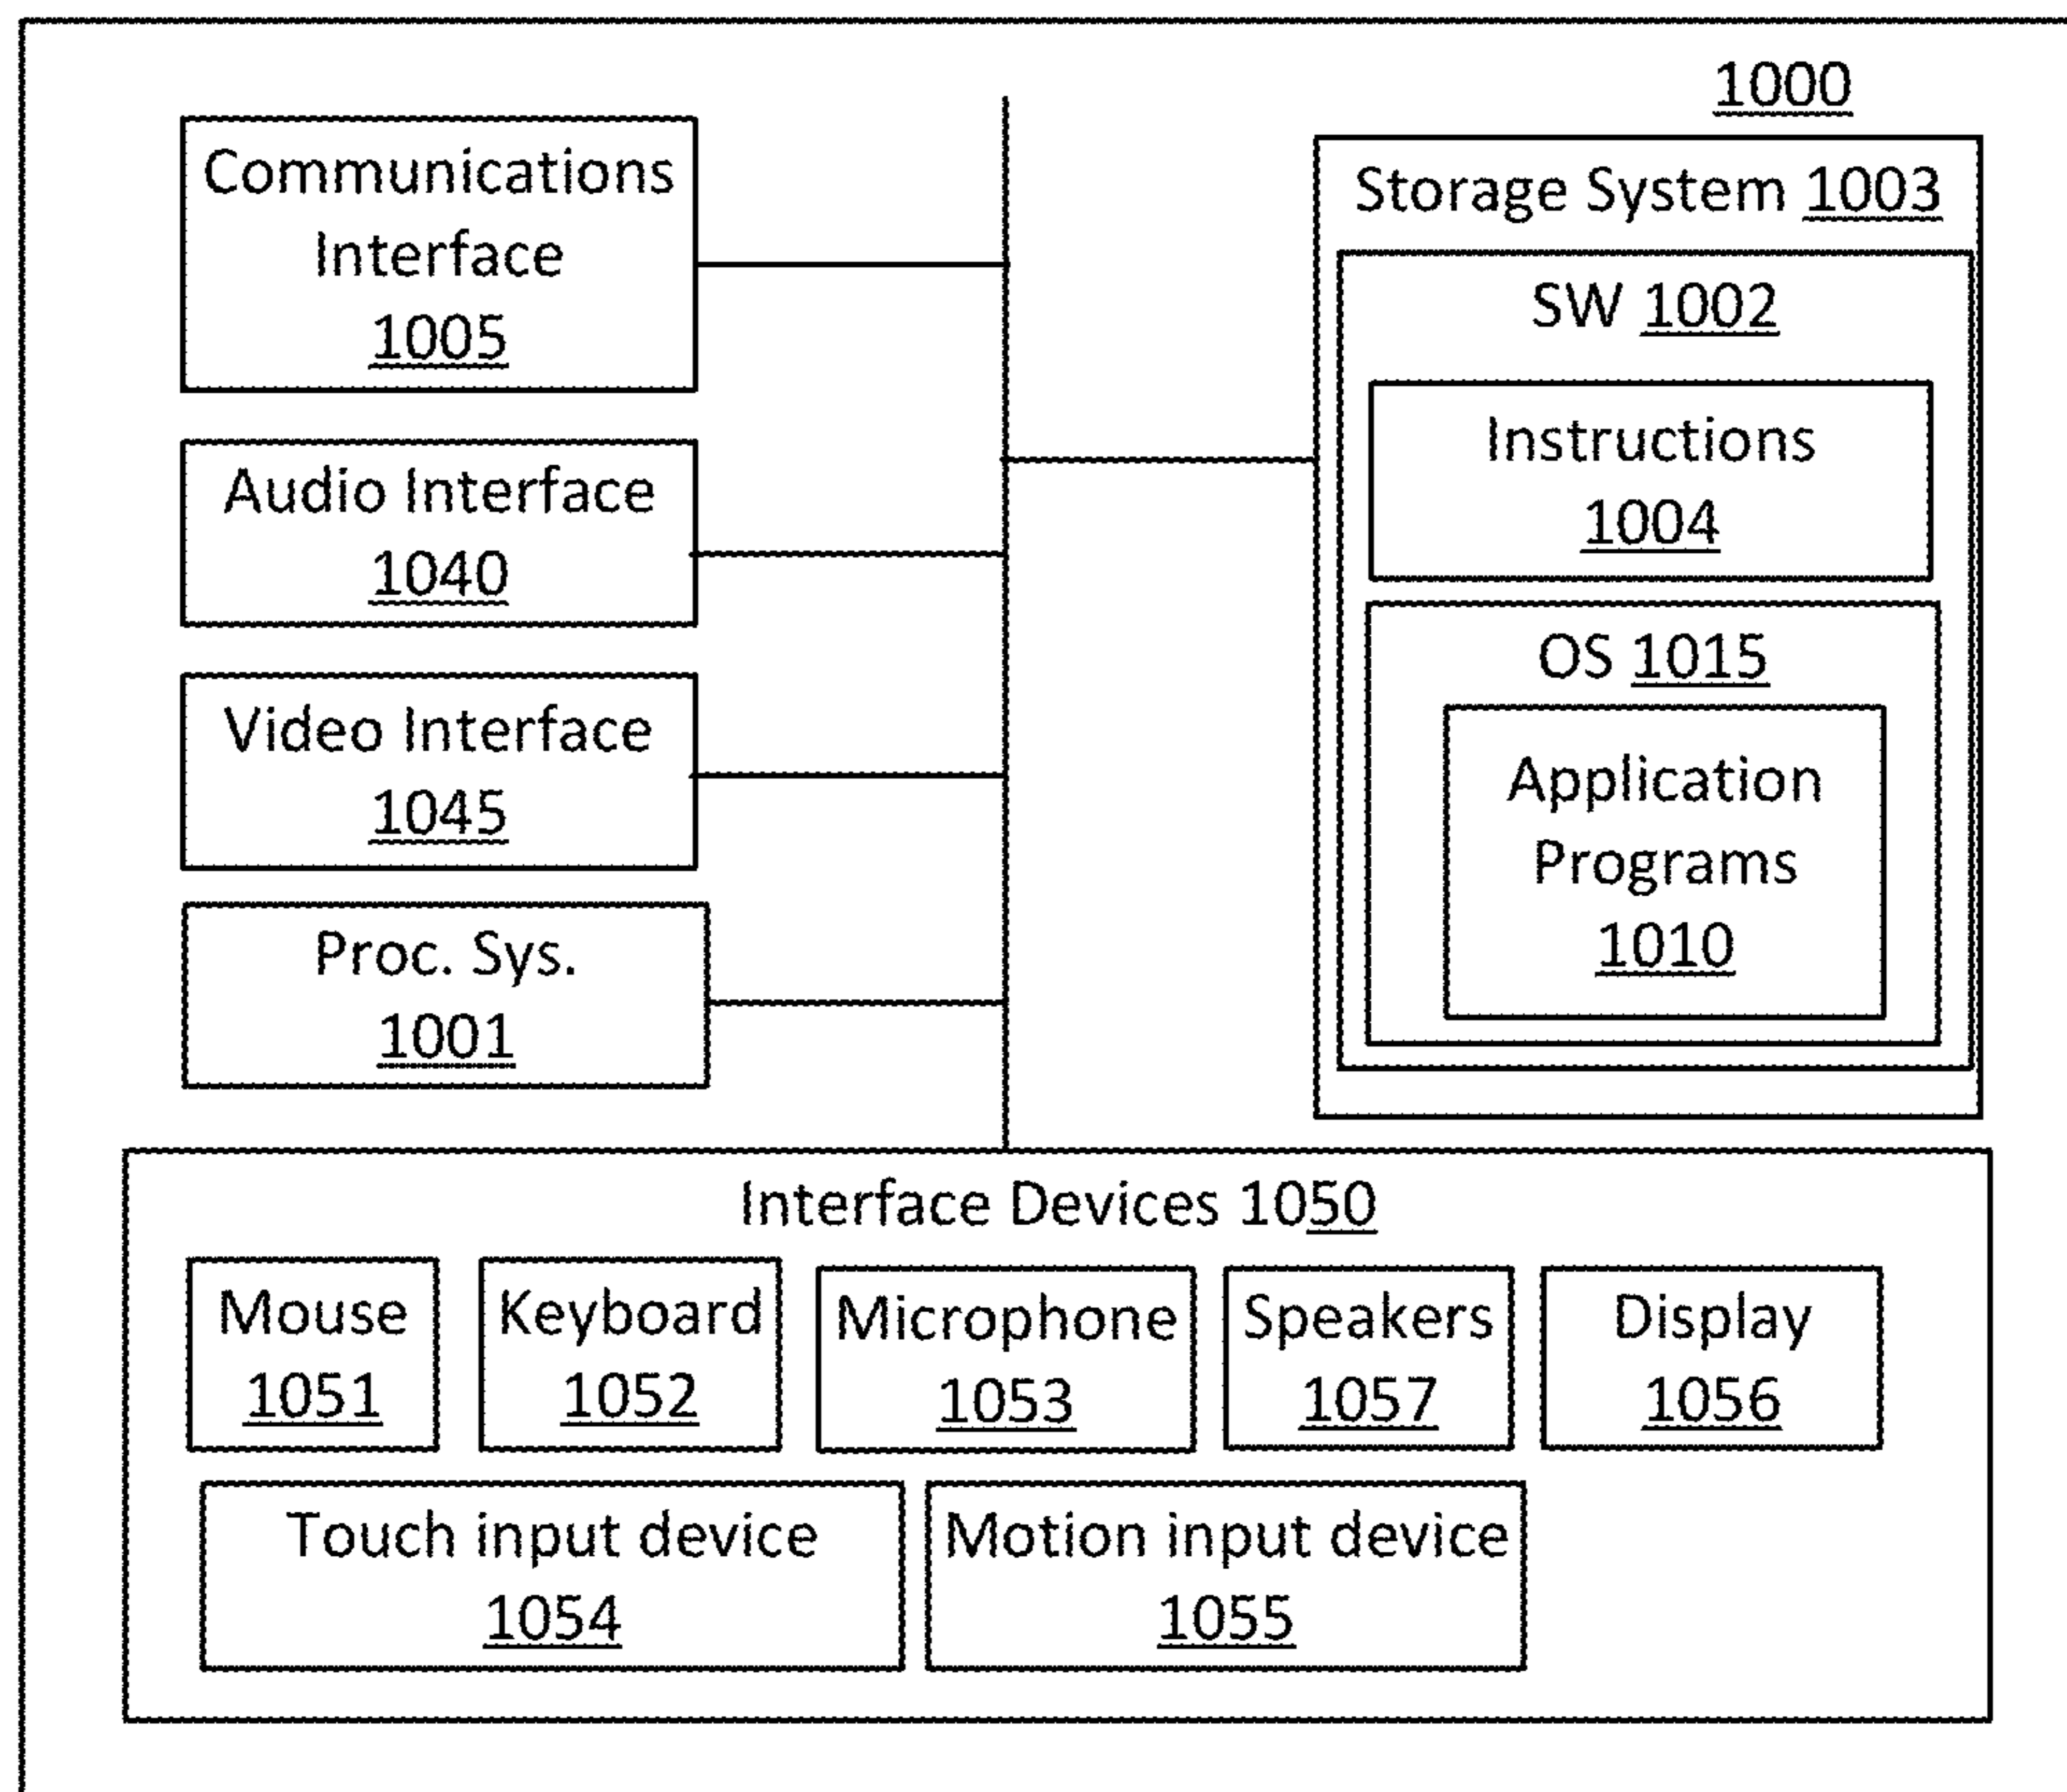 1000
Communications
Interface
1005
Audio Interface
1040
Video Interface
1045
Proc. Sys.
1001
Storage System 1003
SW 1002
Instructions
1004
OS 1015
Application
Programs
1010
Interface Devices 1050
Mouse
1051
Keyboard
1052
Microphone
1053
Speakers
1057
Display
1056
Touch input device
1054
Motion input device
1055